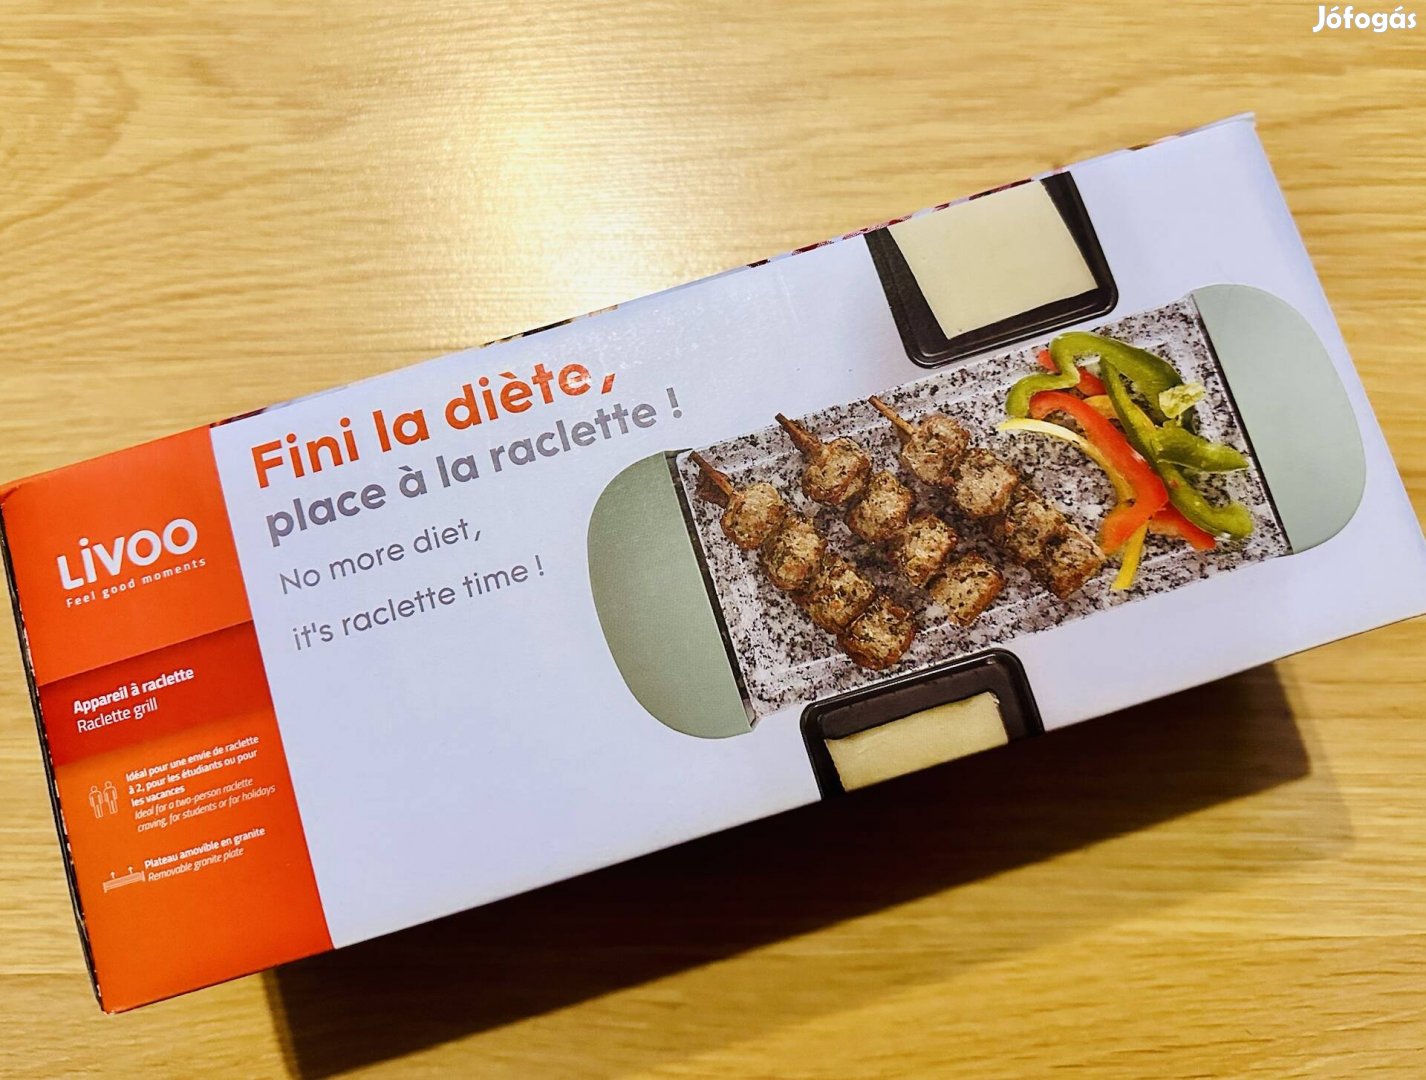 Jófogás
Fini la diète,
place à la raclette !
No more diet,
it's raclette time !
Livoo
Feel good moments
Appareil à raclette
Raclette grill
Idéal pour une envie de raclette
à 2, pour les étudiants ou pour
les vacances
Ideal for a two-person raclette
craving, for students or for holidays
Plateau amovible en granite
Removable granite plate